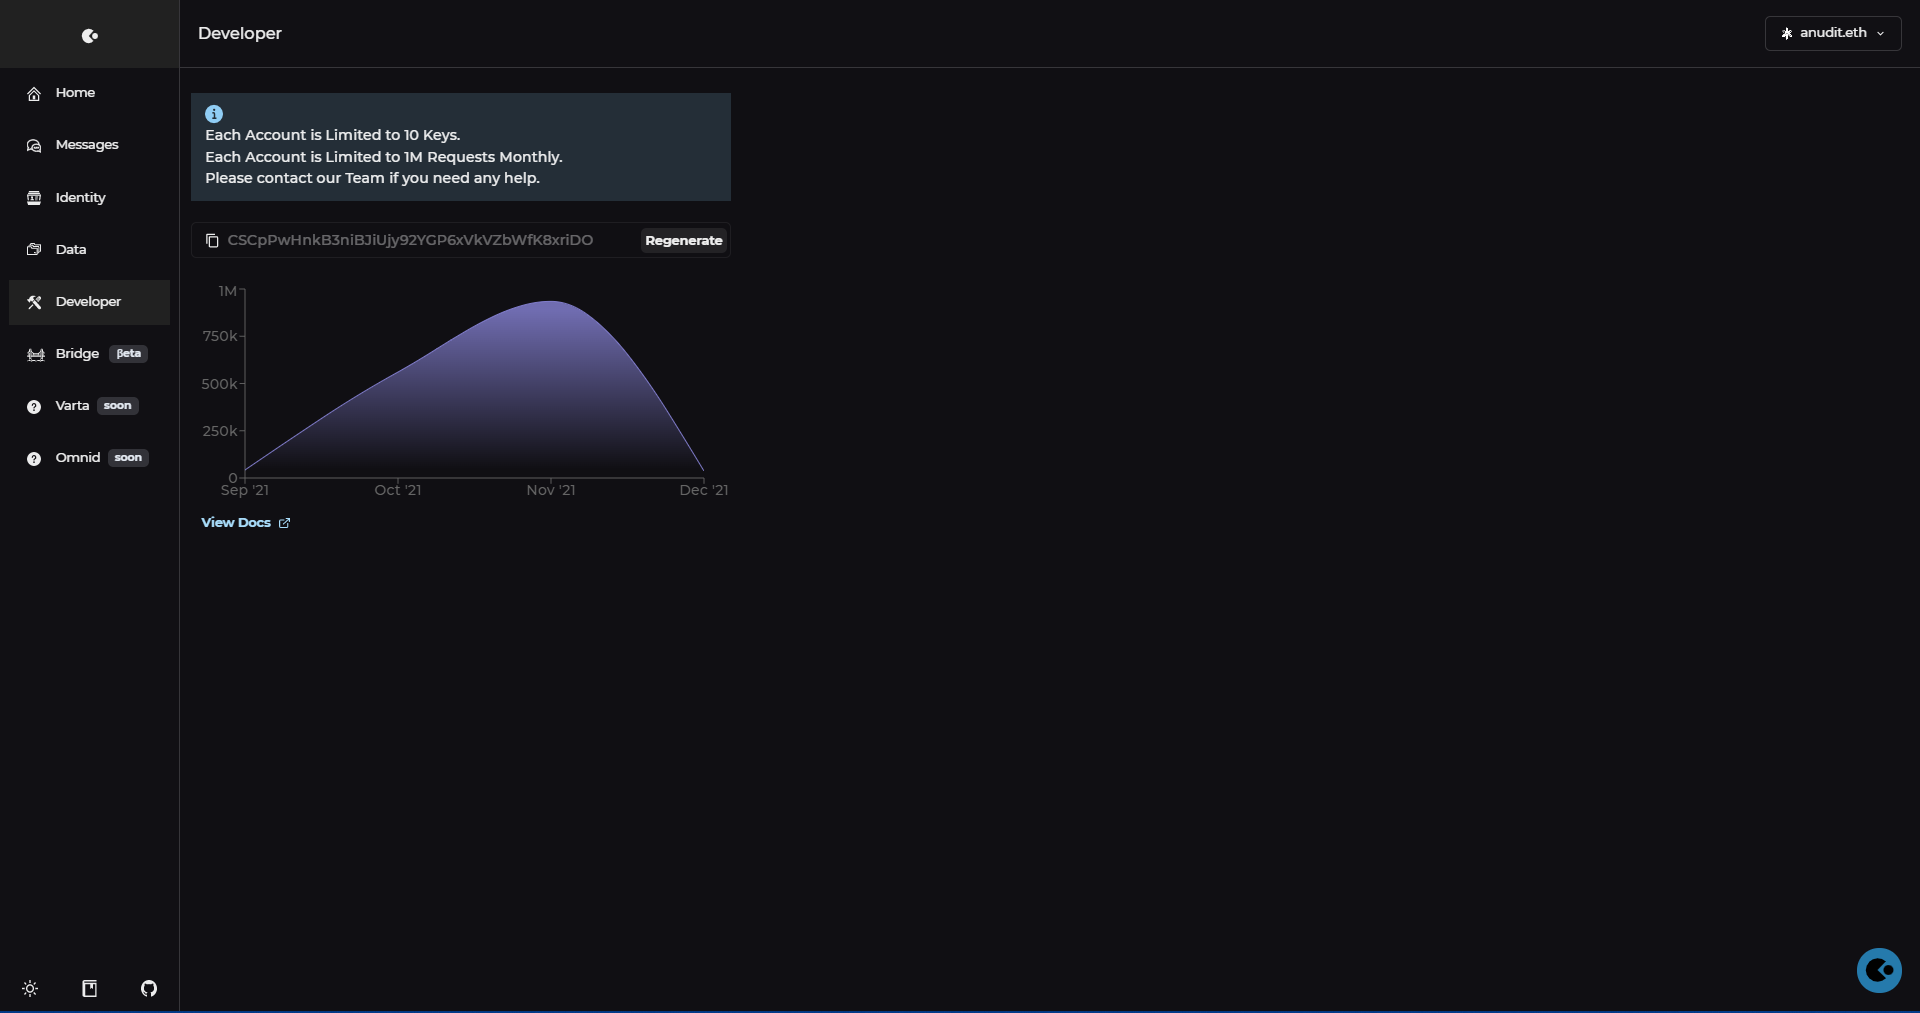 Developer
anudit.eth
Home
Messages
Identity
Data
Developer
Bridge βeta
Varta soon
Omnid soon
Each Account is Limited to 10 Keys.
Each Account is Limited to 1M Requests Monthly.
Please contact our Team if you need any help.
CSCpPwHnkB3niBJiUjy92YGP6xVkVZbWfK8xriDO
Regenerate
1M
750k
500k
250k
0
Sep '21
Oct '21
Nov '21
Dec '21
View Docs